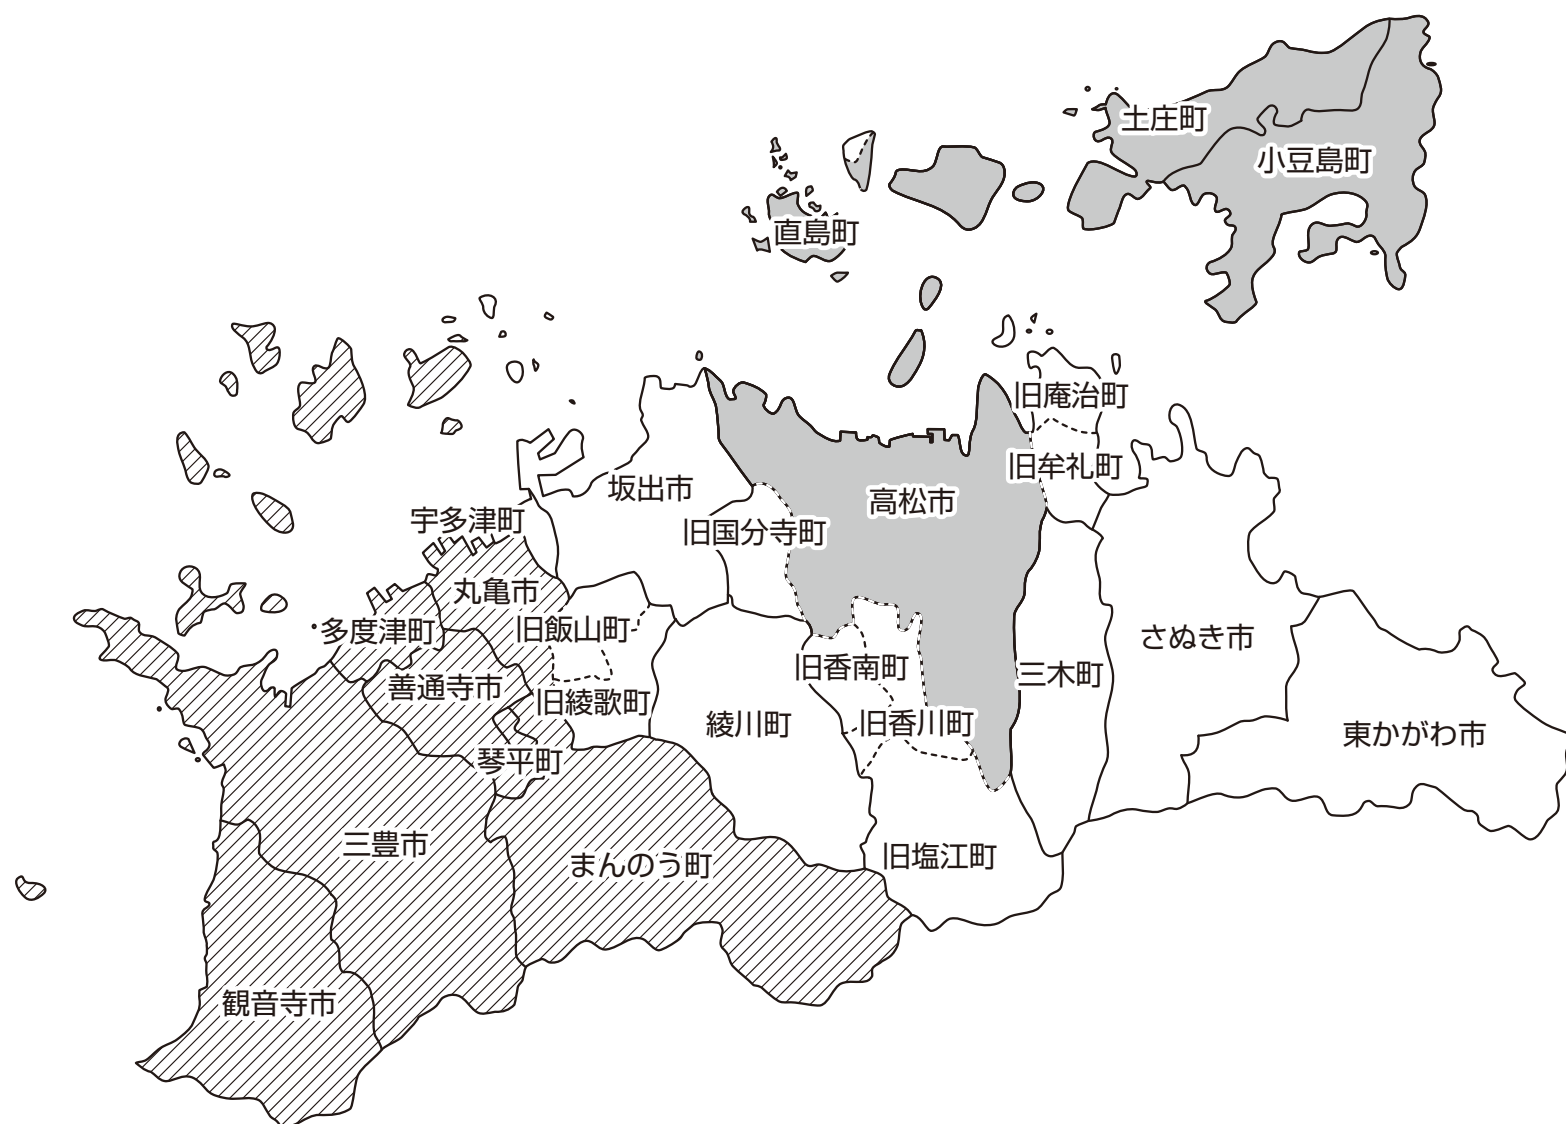 土庄町
小豆島町
直島町
旧庵治町
旧牟礼町
坂出市
高松市
宇多津町
旧国分寺町
丸亀市
多度津町
旧飯山町
さぬき市
善通寺市
旧香南町
三木町
旧綾歌町
綾川町
旧香川町
東かがわ市
琴平町
三豊市
まんのう町
旧塩江町
観音寺市